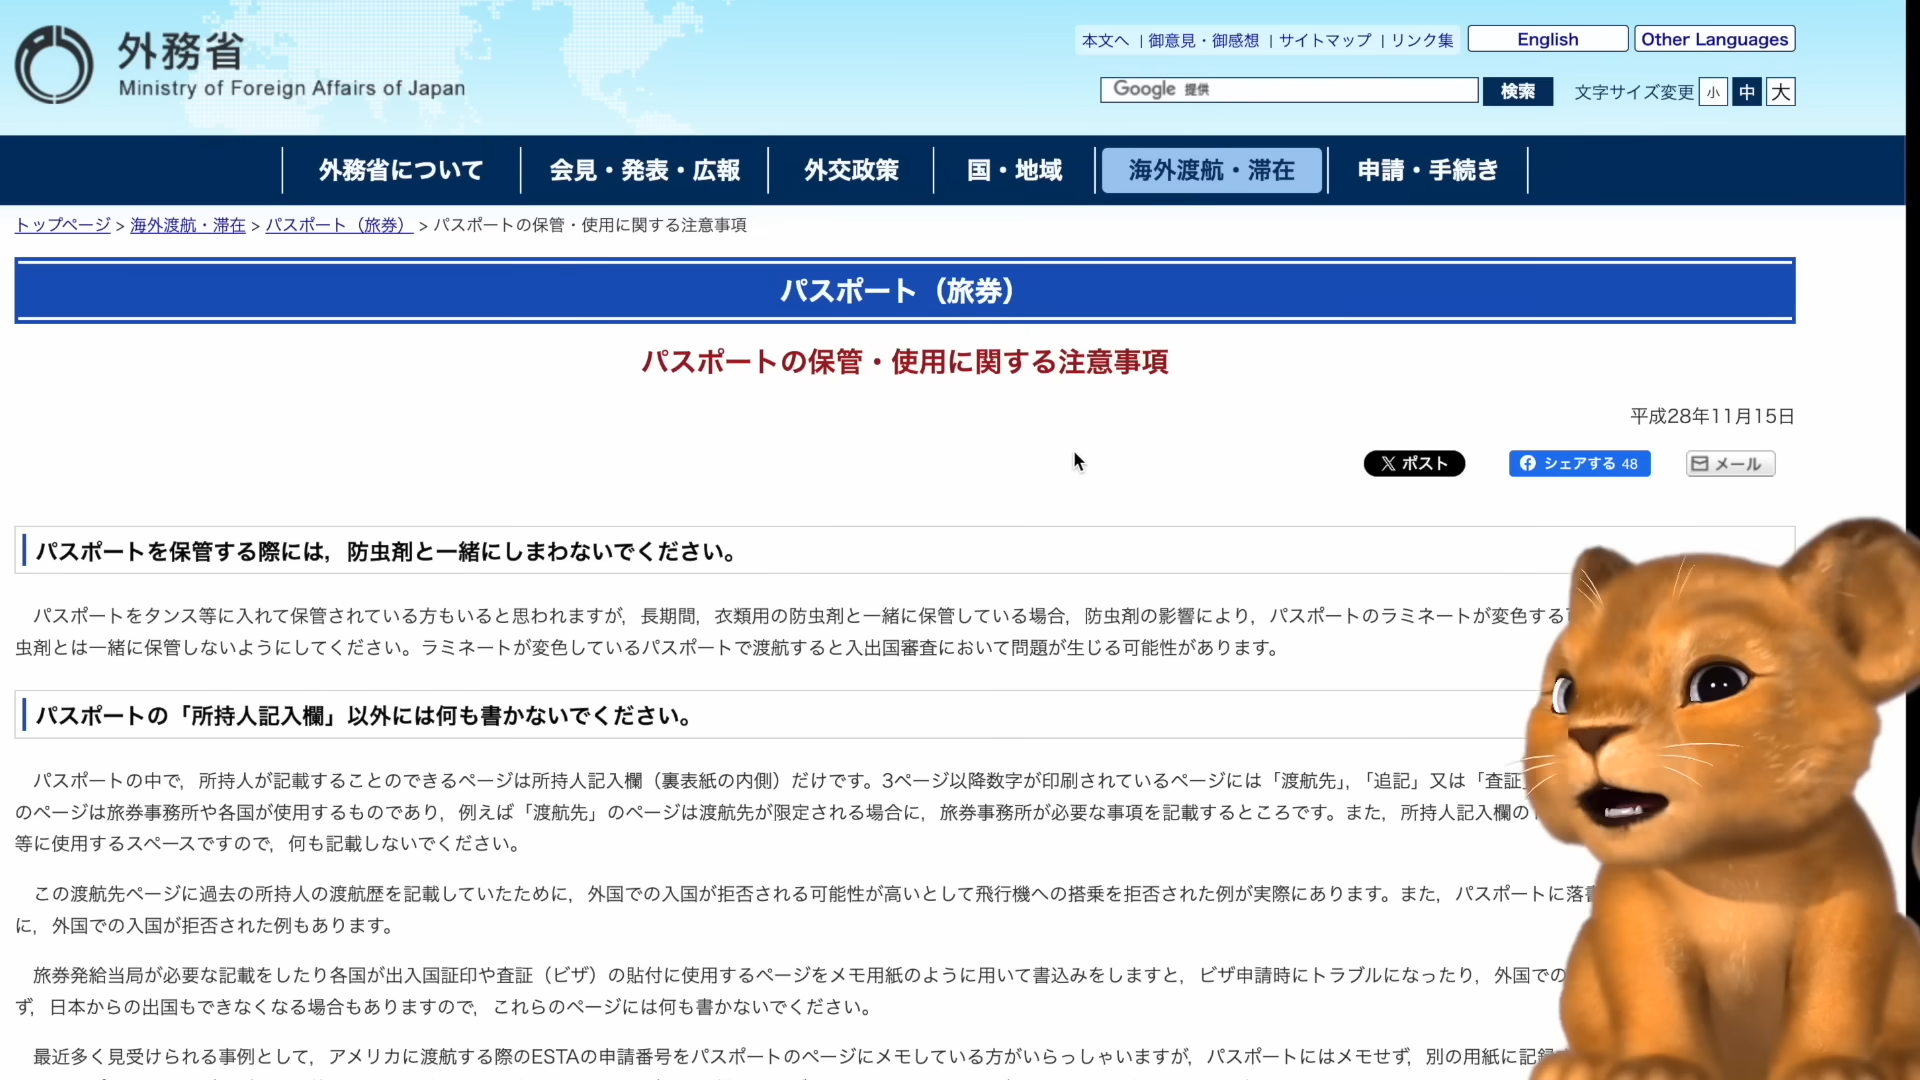 外務省
Ministry of Foreign Affairs of Japan
本文へ | 御意見・御感想 | サイトマップ | リンク集
English
Other Languages
Google 提供
検索
文字サイズ変更 小 中 大
外務省について
会見・発表・広報
外交政策
国・地域
海外渡航・滞在
申請・手続き
トップページ > 海外渡航・滞在 > パスポート（旅券） > パスポートの保管・使用に関する注意事項
パスポート（旅券）
パスポートの保管・使用に関する注意事項
平成28年11月15日
X ポスト
シェアする 48
メール
パスポートを保管する際には，防虫剤と一緒にしまわないでください。
パスポートをタンス等に入れて保管されている方もいると思われますが，長期間，衣類用の防虫剤と一緒に保管している場合，防虫剤の影響により，パスポートのラミネートが変色する
虫剤とは一緒に保管しないようにしてください。ラミネートが変色しているパスポートで渡航すると入出国審査において問題が生じる可能性があります。
パスポートの「所持人記入欄」以外には何も書かないでください。
パスポートの中で，所持人が記載することのできるページは所持人記入欄（裏表紙の内側）だけです。3ページ以降数字が印刷されているページには「渡航先」，「追記」又は「査証
のページは旅券事務所や各国が使用するものであり，例えば「渡航先」のページは渡航先が限定される場合に，旅券事務所が必要な事項を記載するところです。また，所持人記入欄の
等に使用するスペースですので，何も記載しないでください。
この渡航先ページに過去の所持人の渡航歴を記載していたために，外国での入国が拒否される可能性が高いとして飛行機への搭乗を拒否された例が実際にあります。また，パスポートに落書
に，外国での入国が拒否された例もあります。
旅券発給当局が必要な記載をしたり各国が出入国証印や査証（ビザ）の貼付に使用するページをメモ用紙のように用いて書込みをしますと，ビザ申請時にトラブルになったり，外国での
ず，日本からの出国もできなくなる場合もありますので，これらのページには何も書かないでください。
最近多く見受けられる事例として，アメリカに渡航する際のESTAの申請番号をパスポートのページにメモしている方がいらっしゃいますが，パスポートにはメモせず，別の用紙に記録